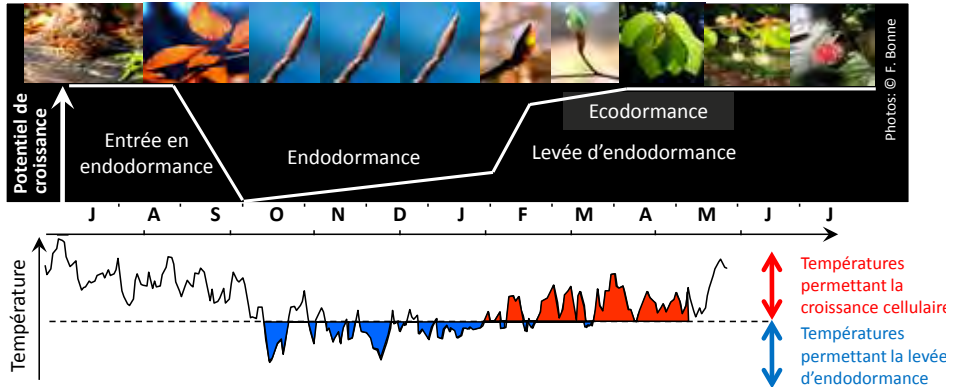 Photos: © F. Bonne
Potentiel de
croissance
Entrée en
endodormance
Endodormance
Ecodormance
Levée d'endodormance
J A S O N D J F M A M J J
Température
Températures
permettant la
croissance cellulaire
Températures
permettant la levée
d'endodormance